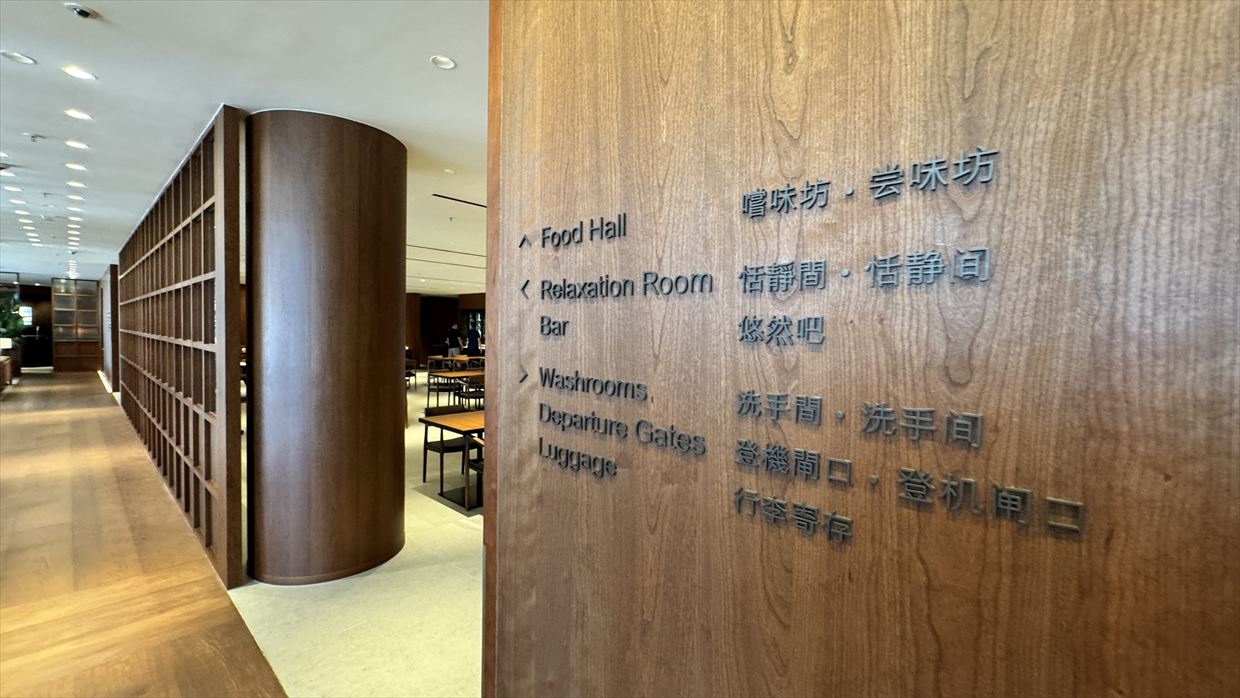 ^ Food Hall 嚐味坊・尝味坊
< Relaxation Room 恬靜間・恬静间
Bar 悠然吧
> Washrooms 洗手間・洗手间
Departure Gates 登機閘口・登机闸口
Luggage 行李寄存